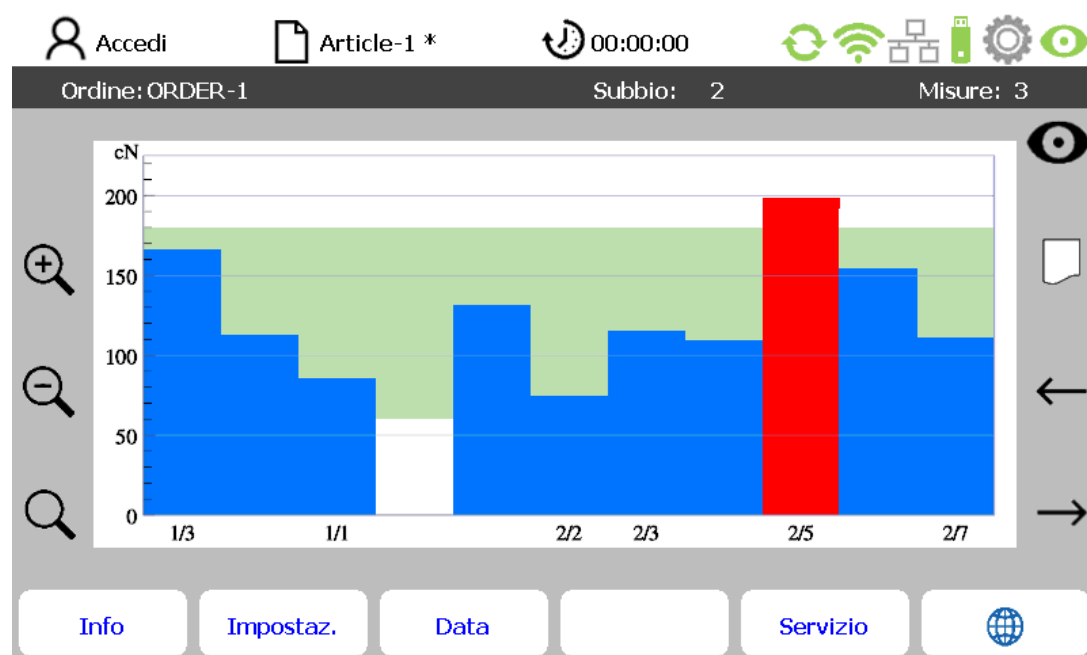 Accedi Article-1 * 00:00:00
Ordine: ORDER-1 Subbio: 2 Misure: 3
cN
200
150
100
50
0
1/3 1/1 2/2 2/3 2/5 2/7
Info Impostaz. Data Servizio